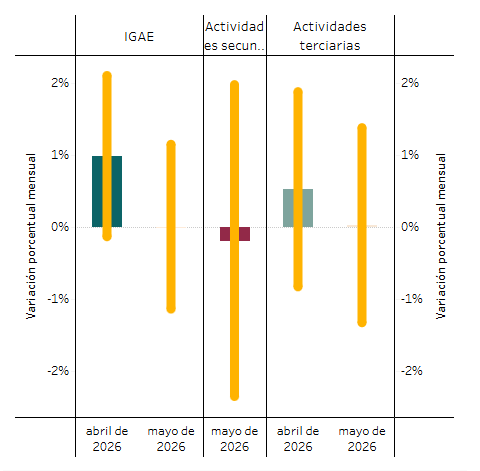 IGAE
Actividad
es secun..
Actividades
terciarias
Variación porcentual mensual
2%
1%
0%
-1%
-2%
2%
1%
0%
-1%
-2%
Variación porcentual mensual
abril de
2026
mayo de
2026
mayo de
2026
abril de
2026
mayo de
2026